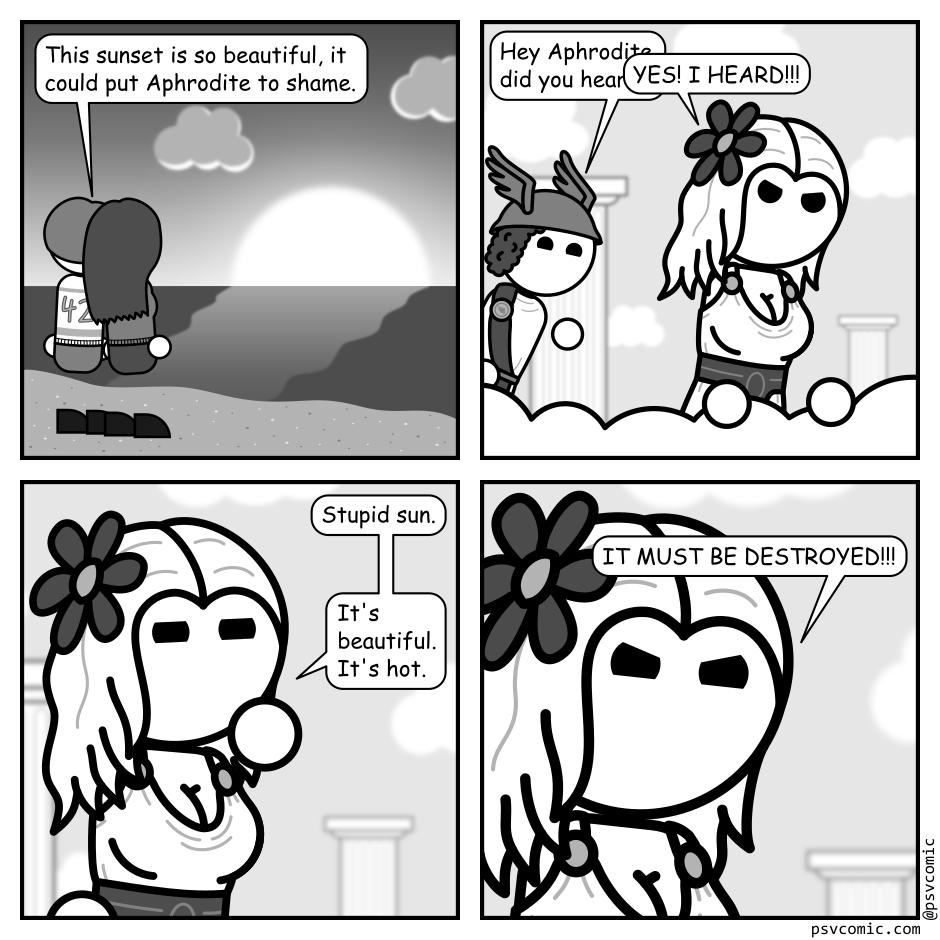 This sunset is so beautiful, it
could put Aphrodite to shame.
42
Hey Aphrodite
did you hear
YES! I HEARD!!!
Stupid sun.
It's
beautiful.
It's hot.
IT MUST BE DESTROYED!!!
@psvcomic
psvcomic.com